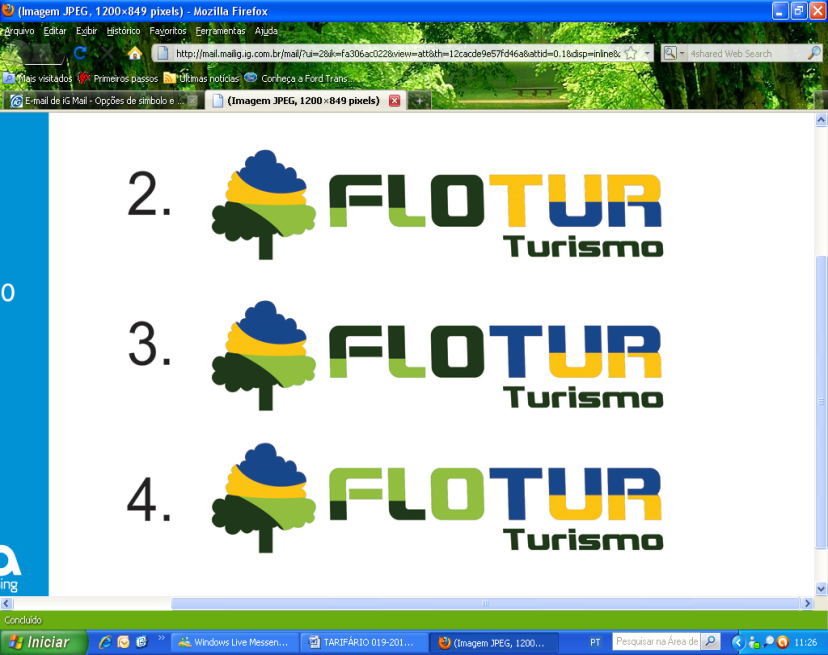 (Imagem JPEG, 1200×849 pixels) - Mozilla Firefox
Arquivo Editar Exibir Histórico Favoritos Ferramentas Ajuda
http://mail.mailig.ig.com.br/mail/?ui=2&ik=fa306ac022&view=att&th=12cacde9e57fd46a&attid=0.1&disp=inline&
4shared Web Search
Mais visitados Primeiros passos Últimas notícias Conheça a Ford Trans...
E-mail de iG Mail - Opções de simbolo e ...
(Imagem JPEG, 1200×849 pixels)
2. FLOTUR
Turismo
o
3. FLOTUR
Turismo
4. FLOTUR
Turismo
a
ing
Concluído
Iniciar
»
Windows Live Messen...
TARIFÁRIO 019-201...
(Imagem JPEG, 1200...
PT
Pesquisar na Área de
11:26